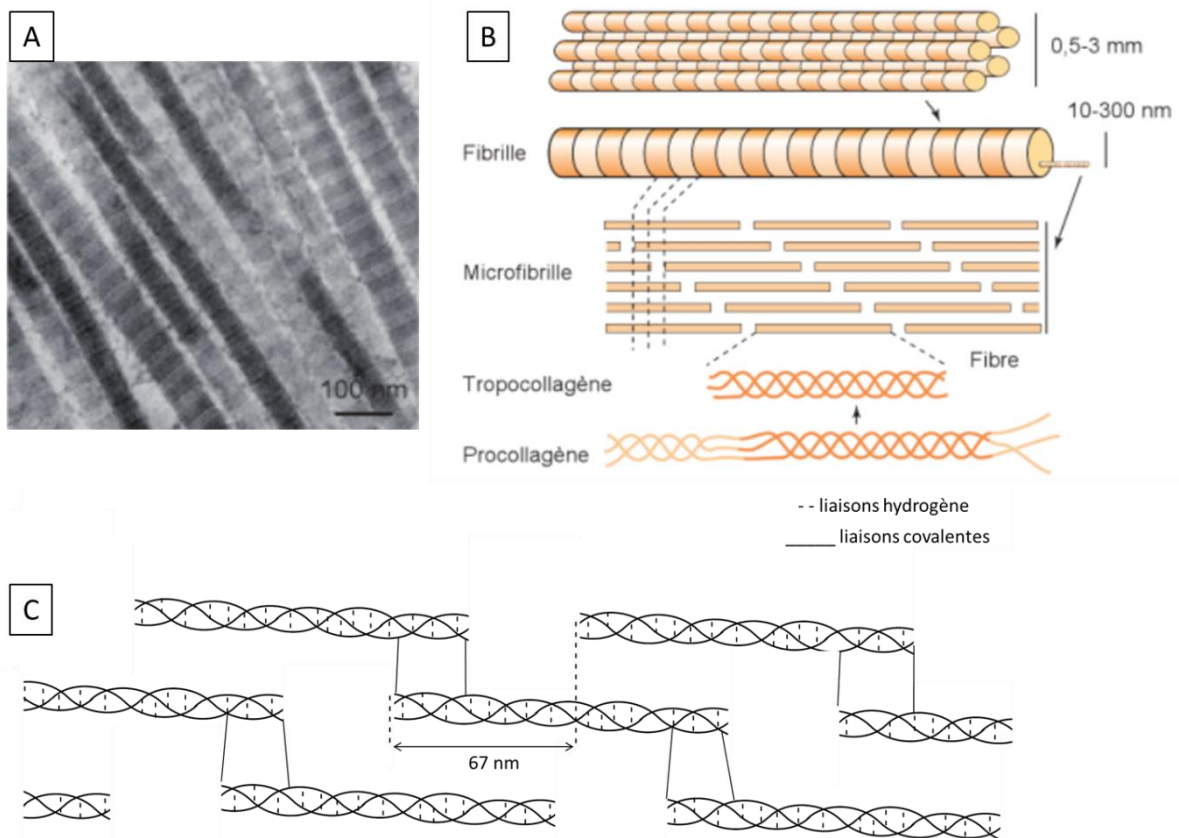 A
100 nm
B
0,5-3 mm
10-300 nm
Fibrille
Microfibrille
Fibre
Tropocollagène
Procollagène
-- liaisons hydrogène
_____ liaisons covalentes
C
67 nm